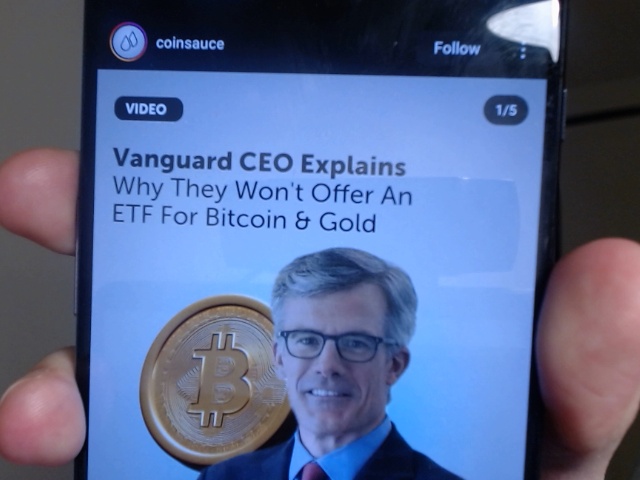 coinsauce
Follow
VIDEO
1/5
Vanguard CEO Explains
Why They Won't Offer An
ETF For Bitcoin & Gold